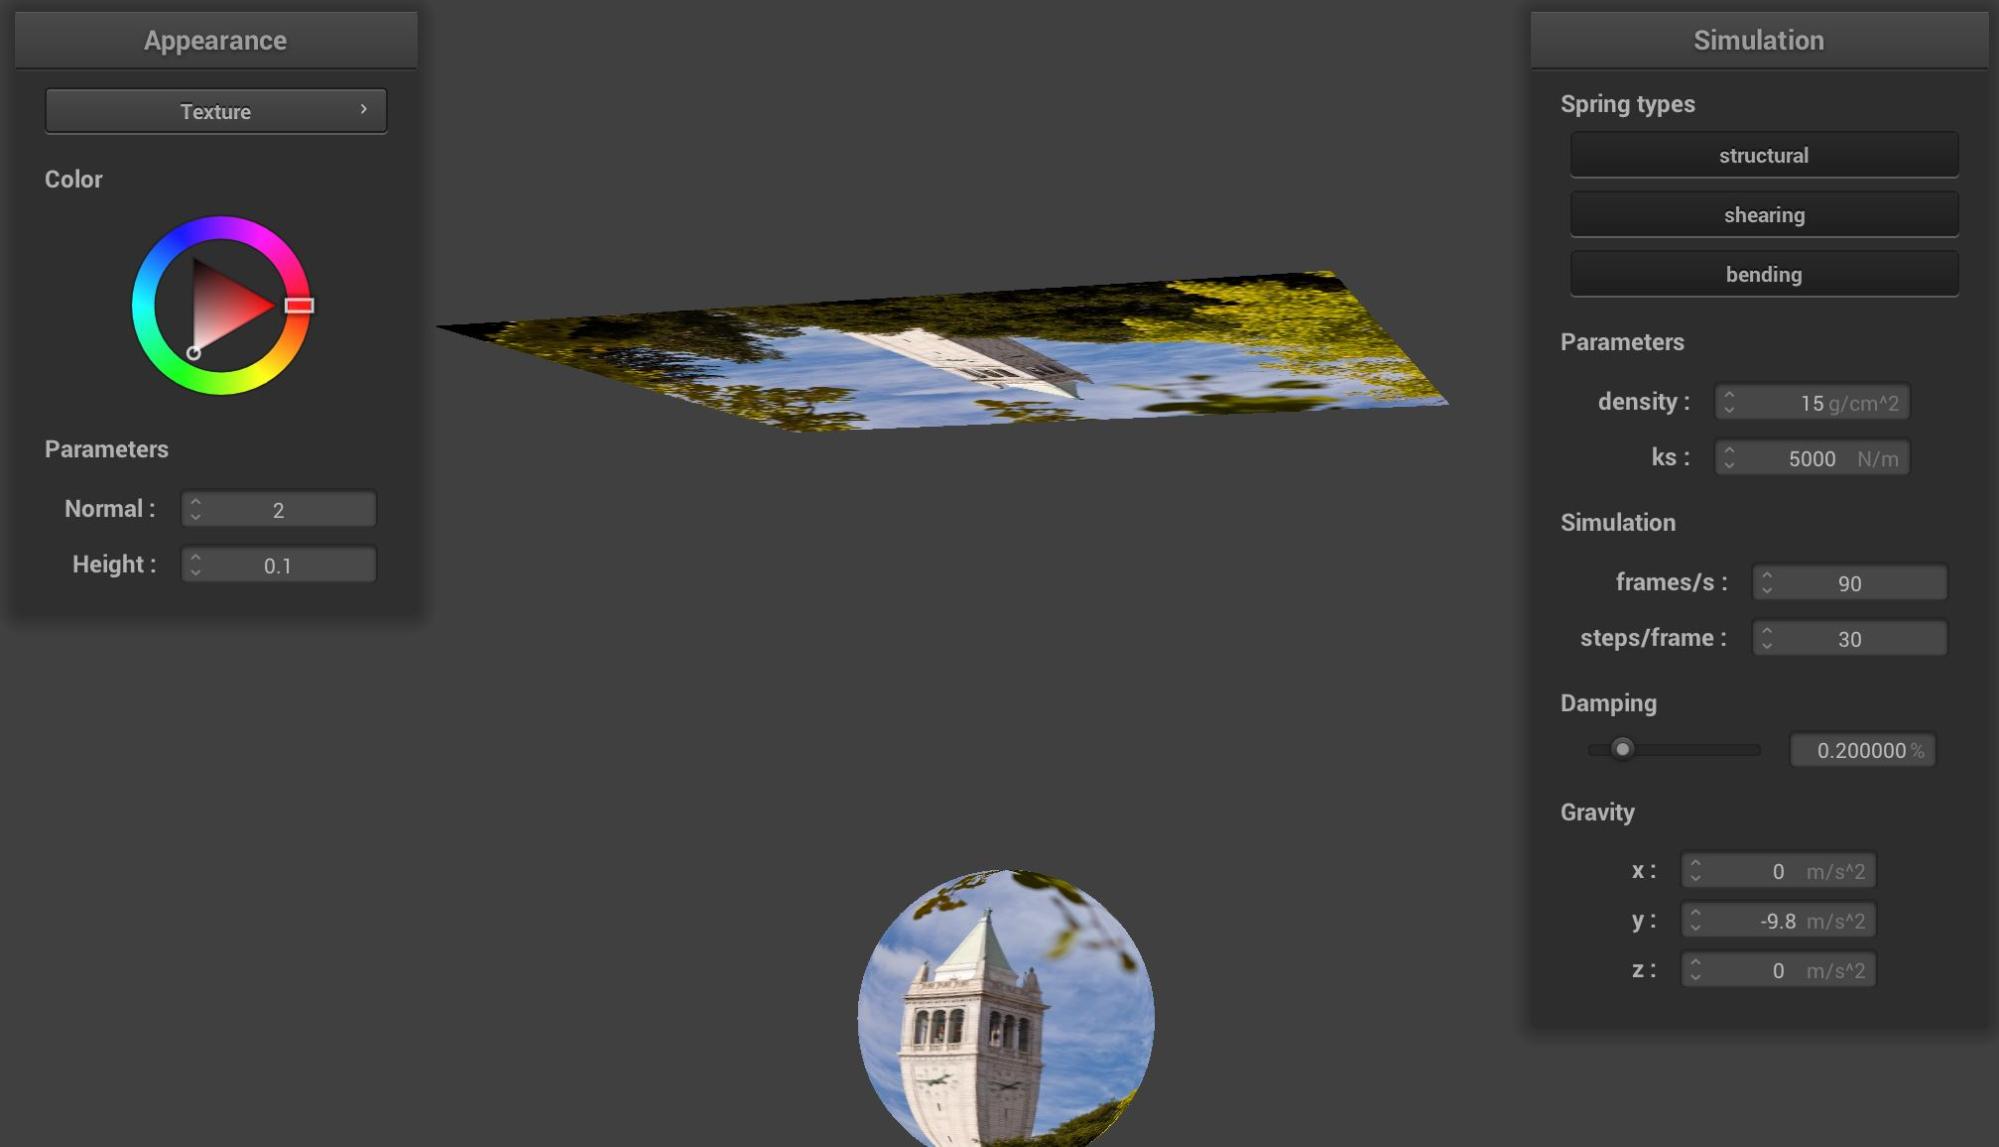 Appearance
Texture
Color
Parameters
Normal : 2
Height : 0.1
Simulation
Spring types
structural
shearing
bending
Parameters
density : 15 g/cm^2
ks : 5000 N/m
Simulation
frames/s : 90
steps/frame : 30
Damping
0.200000 %
Gravity
x : 0 m/s^2
y : -9.8 m/s^2
z : 0 m/s^2